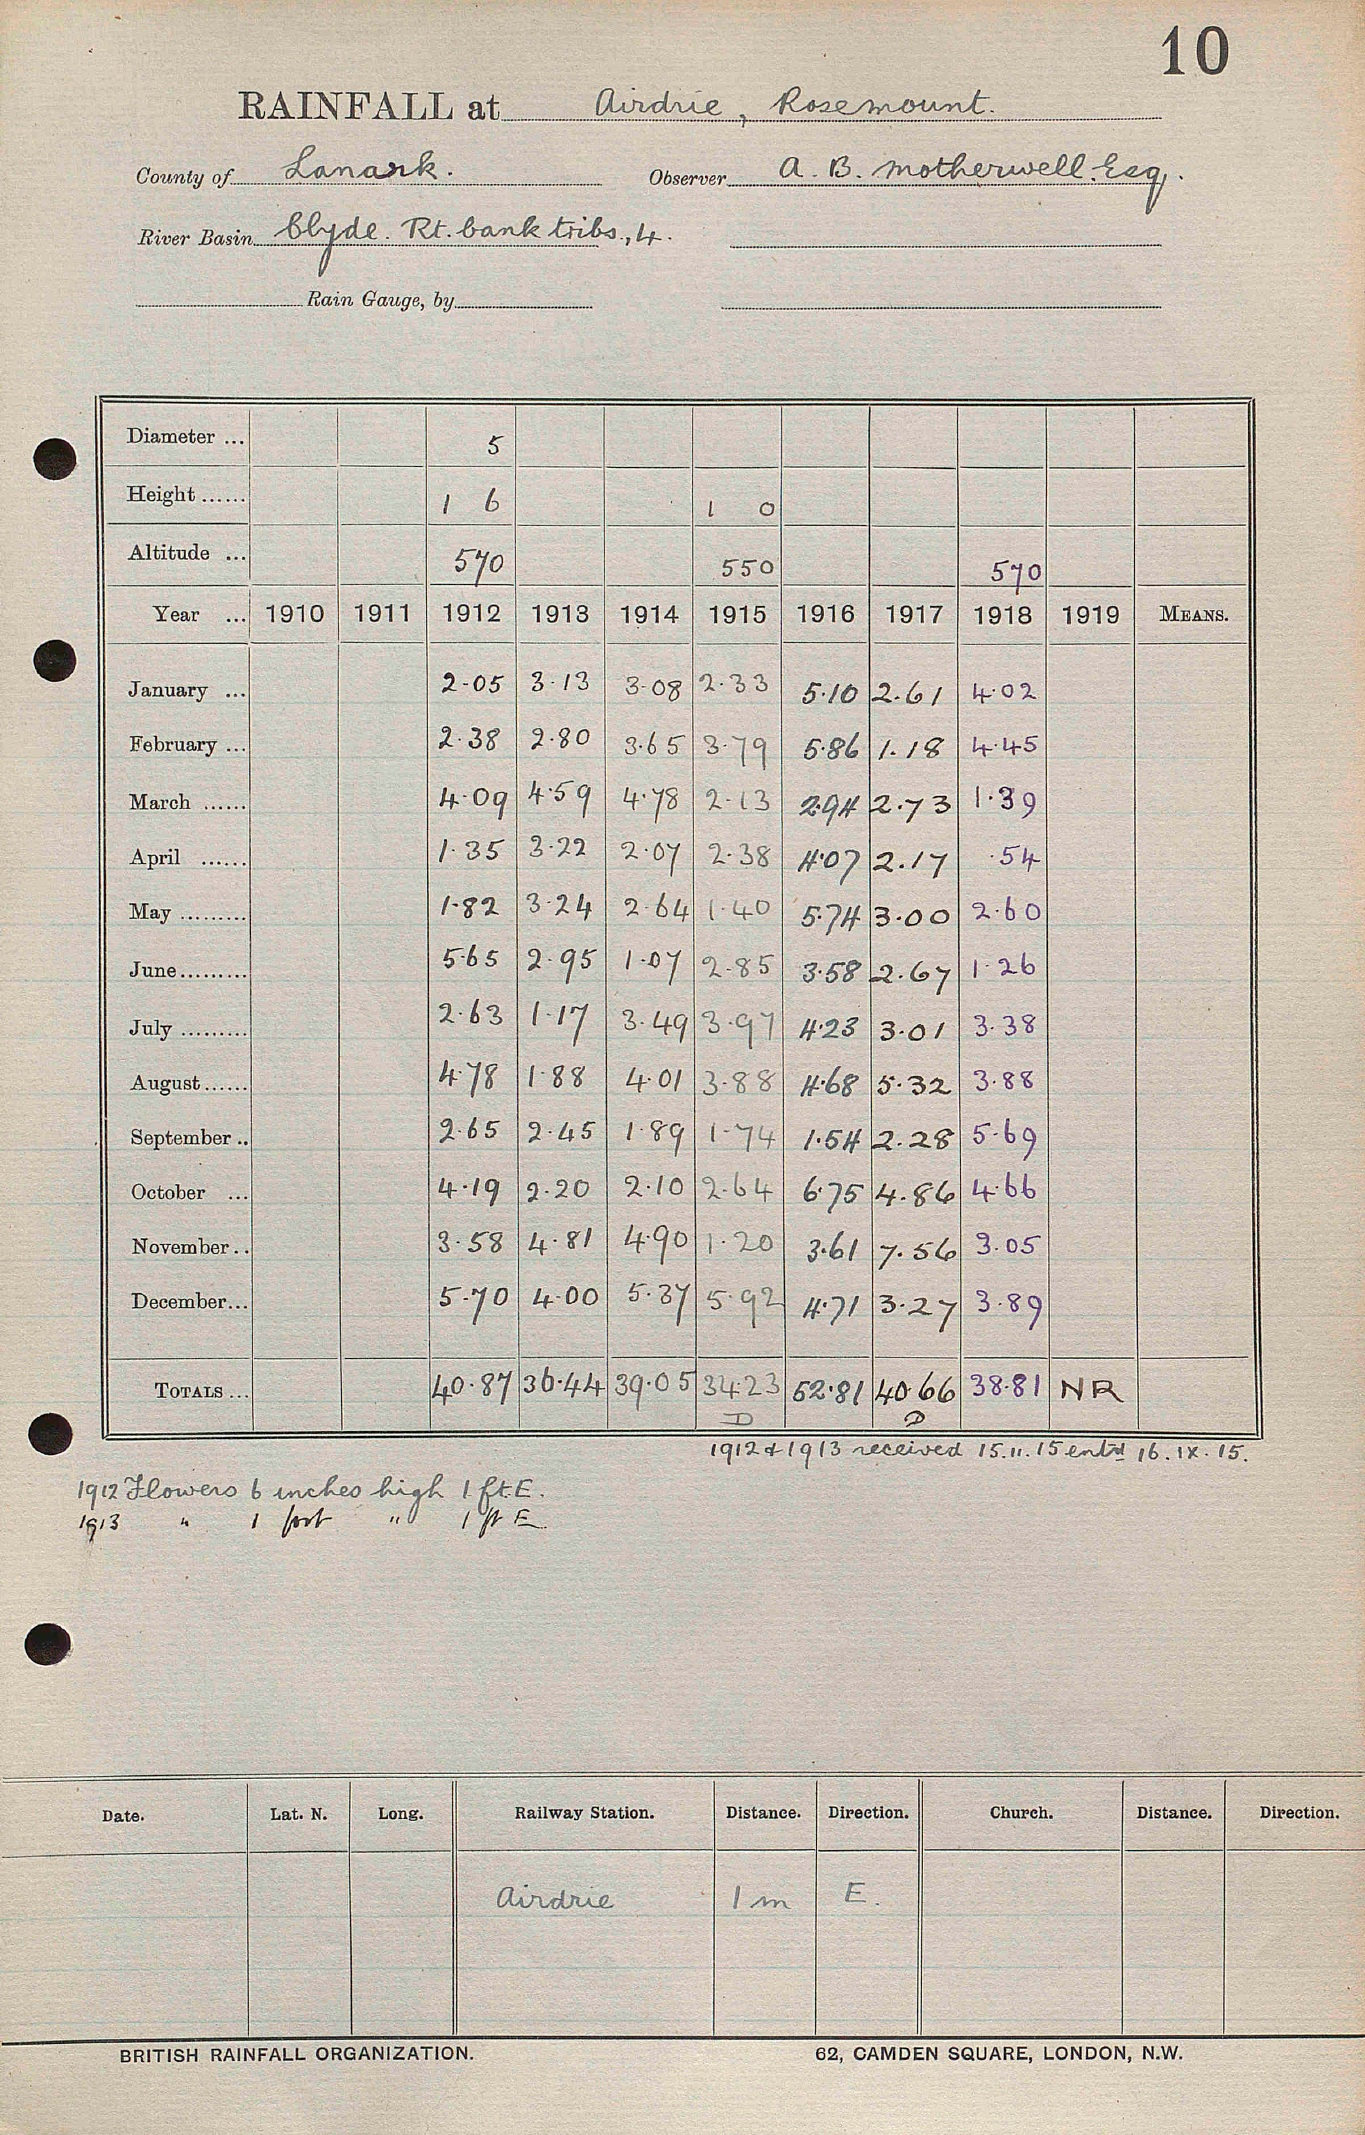 10
RAINFALL at Airdrie, Rosemount.
County of Lanark. Observer A. B. Motherwell. Esq.
River Basin Clyde. Rt. bank tribs., 4.
Rain Gauge, by
Diameter ... 5
Height ...... 1 6 1 0
Altitude ... 570 550 570
Year ... 1910 1911 1912 1913 1914 1915 1916 1917 1918 1919 MEANS.
January ... 2·05 3·13 3·08 2·33 5·10 2·61 4·02
February ... 2·38 2·80 3·65 3·79 5·86 1·18 4·45
March ...... 4·09 4·59 4·78 2·13 2·94 2·73 1·39
April ...... 1·35 3·22 2·07 2·38 4·07 2·17 ·54
May ......... 1·82 3·24 2·64 1·40 5·74 3·00 2·60
June ......... 5·65 2·95 1·07 2·85 3·58 2·67 1·26
July ......... 2·63 1·17 3·49 3·97 4·23 3·01 3·38
August ...... 4·78 1·88 4·01 3·88 4·68 5·32 3·88
September .. 2·65 2·45 1·89 1·74 1·54 2·28 5·69
October ... 4·19 2·20 2·10 2·64 6·75 4·86 4·66
November .. 3·58 4·81 4·90 1·20 3·61 7·56 3·05
December ... 5·70 4·00 5·37 5·92 4·71 3·27 3·89
TOTALS ... 40·87 36·44 39·05 34·23 52·81 40·66 38·81 NR
D D
1912 & 1913 received 15.11.15 entd 16.IX.15.
1912 Flowers 6 inches high 1 ft. E.
1913 " 1 foot " 1 ft E
Date. Lat. N. Long. Railway Station. Distance. Direction. Church. Distance. Direction.
Airdrie 1 m E.
BRITISH RAINFALL ORGANIZATION. 62, CAMDEN SQUARE, LONDON, N.W.